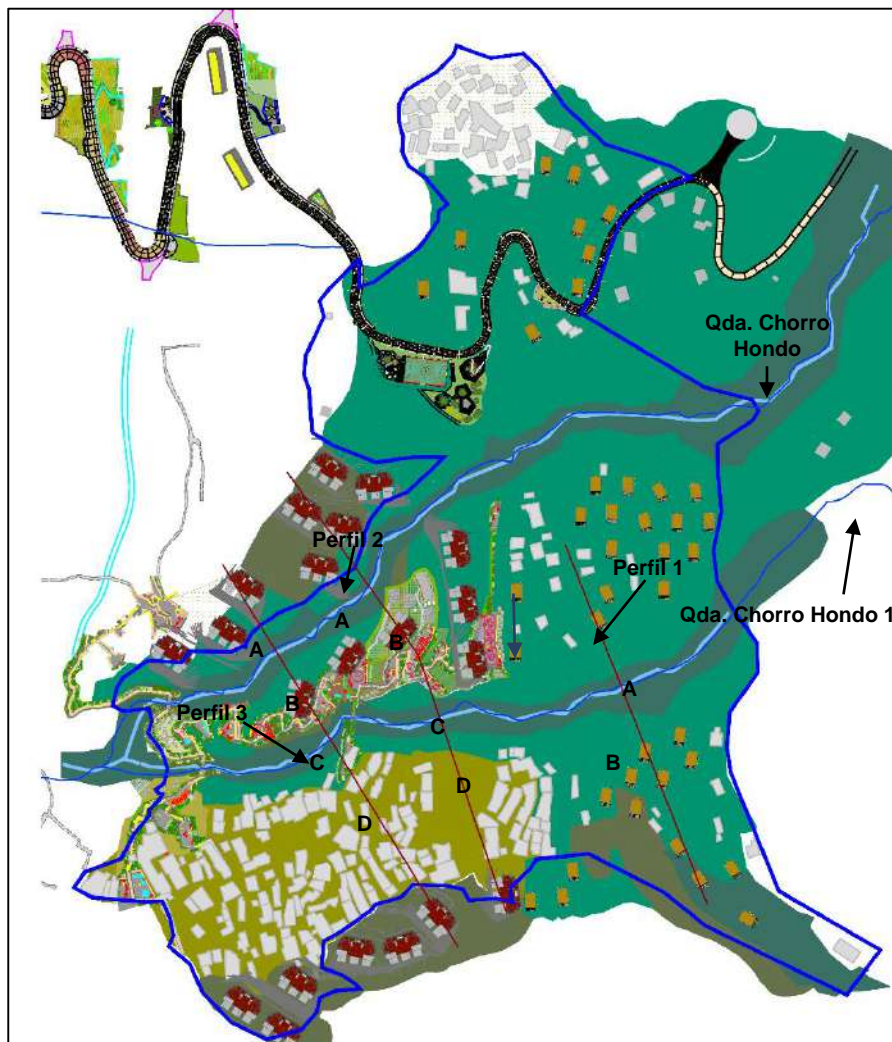 Qda. Chorro
Hondo
Perfil 2
Perfil 1
Qda. Chorro Hondo 1
A
A
B
A
B
Perfil 3
C
C
B
D
D